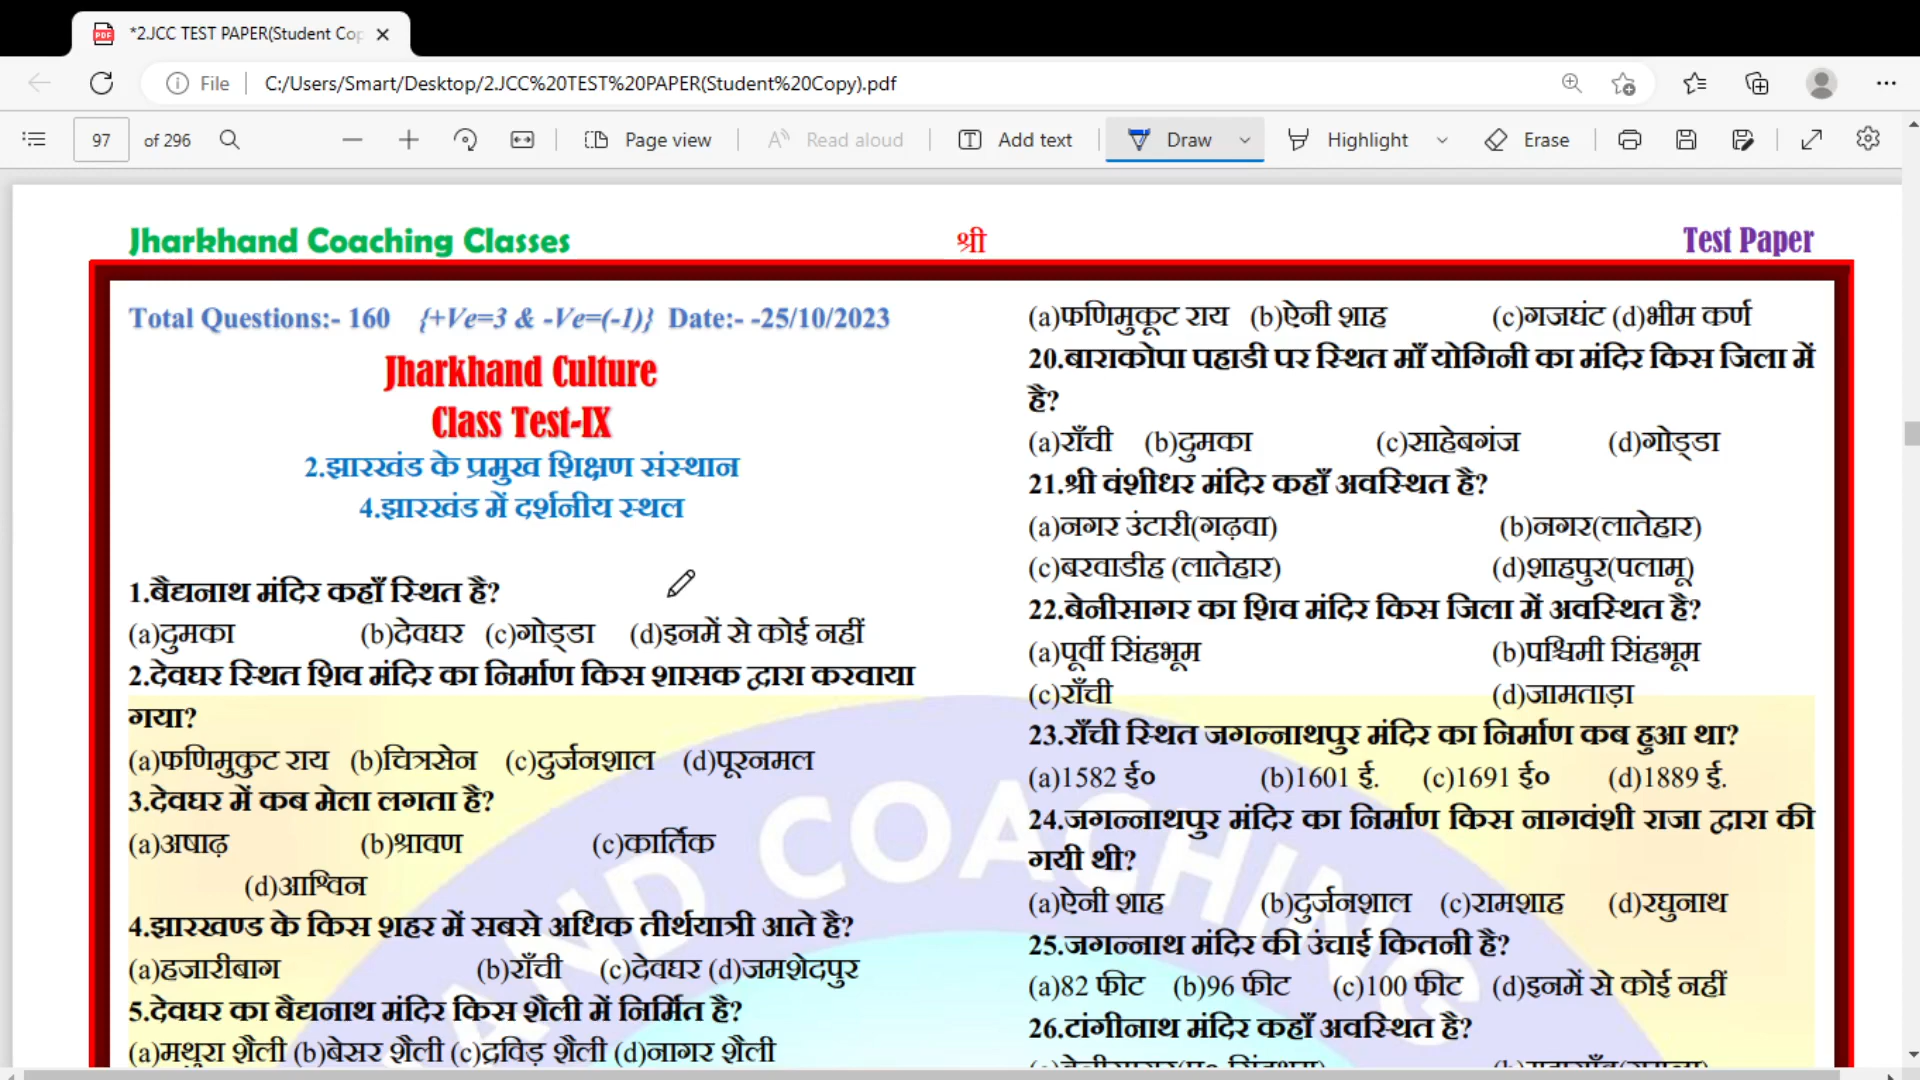 *2.JCC TEST PAPER(Student Cop
File
C:/Users/Smart/Desktop/2.JCC%20TEST%20PAPER(Student%20Copy).pdf
97 of 296 Page view Read aloud Add text Draw Highlight Erase
Jharkhand Coaching Classes श्री Test Paper
Total Questions:- 160 {+Ve=3 & -Ve=(-1)} Date:- -25/10/2023
Jharkhand Culture
Class Test-IX
2.झारखंड के प्रमुख शिक्षण संस्थान
4.झारखंड में दर्शनीय स्थल
1.बैद्यनाथ मंदिर कहाँ स्थित है?
(a)दुमका (b)देवघर (c)गोड्डा (d)इनमें से कोई नहीं
2.देवघर स्थित शिव मंदिर का निर्माण किस शासक द्वारा करवाया
गया?
(a)फणिमुकुट राय (b)चित्रसेन (c)दुर्जनशाल (d)पूरनमल
3.देवघर में कब मेला लगता है?
(a)अषाढ़ (b)श्रावण (c)कार्तिक
(d)आश्विन
4.झारखण्ड के किस शहर में सबसे अधिक तीर्थयात्री आते है?
(a)हजारीबाग (b)राँची (c)देवघर (d)जमशेदपुर
5.देवघर का बैद्यनाथ मंदिर किस शैली में निर्मित है?
(a)मथुरा शैली (b)बेसर शैली (c)द्रविड़ शैली (d)नागर शैली
(a)फणिमुकूट राय (b)ऐनी शाह (c)गजघंट (d)भीम कर्ण
20.बाराकोपा पहाडी पर स्थित माँ योगिनी का मंदिर किस जिला में
है?
(a)राँची (b)दुमका (c)साहेबगंज (d)गोड्डा
21.श्री वंशीधर मंदिर कहाँ अवस्थित है?
(a)नगर उंटारी(गढ़वा) (b)नगर(लातेहार)
(c)बरवाडीह (लातेहार) (d)शाहपुर(पलामू)
22.बेनीसागर का शिव मंदिर किस जिला में अवस्थित है?
(a)पूर्वी सिंहभूम (b)पश्चिमी सिंहभूम
(c)राँची (d)जामताड़ा
23.राँची स्थित जगन्नाथपुर मंदिर का निर्माण कब हुआ था?
(a)1582 ई० (b)1601 ई. (c)1691 ई० (d)1889 ई.
24.जगन्नाथपुर मंदिर का निर्माण किस नागवंशी राजा द्वारा की
गयी थी?
(a)ऐनी शाह (b)दुर्जनशाल (c)रामशाह (d)रघुनाथ
25.जगन्नाथ मंदिर की उंचाई कितनी है?
(a)82 फीट (b)96 फीट (c)100 फीट (d)इनमें से कोई नहीं
26.टांगीनाथ मंदिर कहाँ अवस्थित है?
AND COACHING